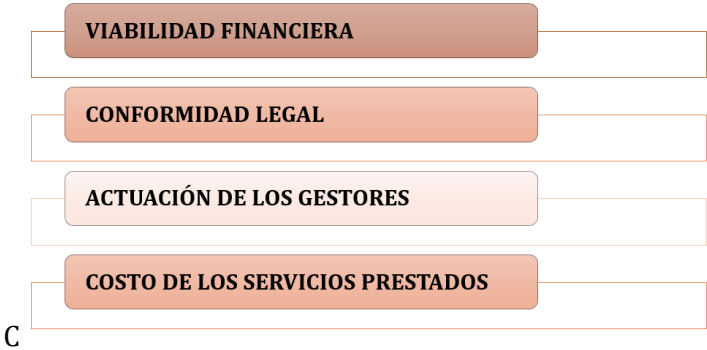 VIABILIDAD FINANCIERA
CONFORMIDAD LEGAL
ACTUACIÓN DE LOS GESTORES
COSTO DE LOS SERVICIOS PRESTADOS
C